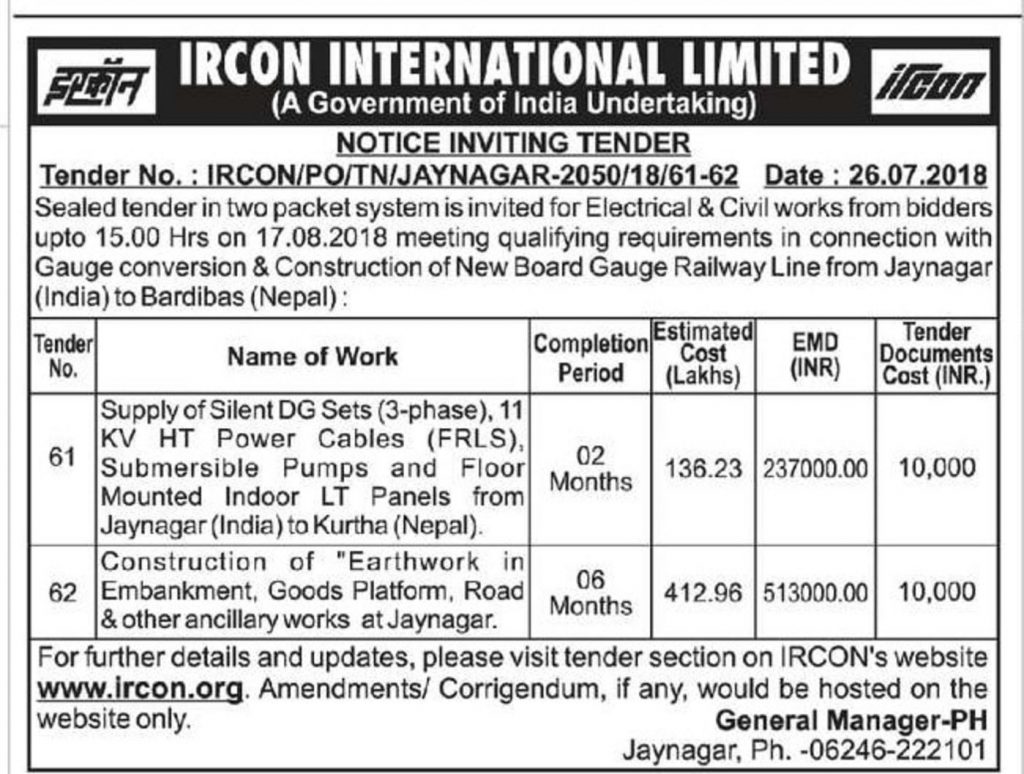 इरकॉन
IRCON INTERNATIONAL LIMITED
ircon
(A Government of India Undertaking)
NOTICE INVITING TENDER
Tender No. : IRCON/PO/TN/JAYNAGAR-2050/18/61-62 Date : 26.07.2018
Sealed tender in two packet system is invited for Electrical & Civil works from bidders
upto 15.00 Hrs on 17.08.2018 meeting qualifying requirements in connection with
Gauge conversion & Construction of New Board Gauge Railway Line from Jaynagar
(India) to Bardibas (Nepal) :
Tender
No.
Name of Work
Completion
Period
Estimated
Cost
(Lakhs)
EMD
(INR)
Tender
Documents
Cost (INR.)
61
Supply of Silent DG Sets (3-phase), 11
KV HT Power Cables (FRLS),
Submersible Pumps and Floor
Mounted Indoor LT Panels from
Jaynagar (India) to Kurtha (Nepal).
02
Months
136.23
237000.00
10,000
62
Construction of "Earthwork in
Embankment, Goods Platform, Road
& other ancillary works at Jaynagar.
06
Months
412.96
513000.00
10,000
For further details and updates, please visit tender section on IRCON's website
www.ircon.org. Amendments/ Corrigendum, if any, would be hosted on the
website only.
General Manager-PH
Jaynagar, Ph. -06246-222101